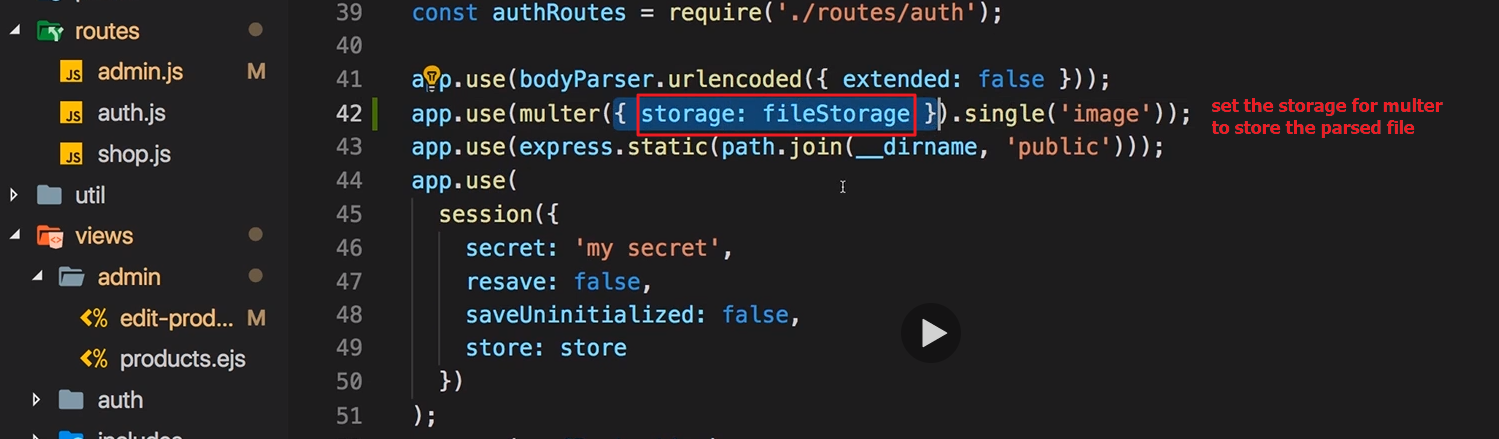 routes
admin.js M
auth.js
shop.js
util
views
admin
edit-prod... M
products.ejs
auth
includes
39 const authRoutes = require('./routes/auth');
40
41 app.use(bodyParser.urlencoded({ extended: false }));
42 app.use(multer({ storage: fileStorage }).single('image'));
43 app.use(express.static(path.join(__dirname, 'public')));
44 app.use(
45 session({
46 secret: 'my secret',
47 resave: false,
48 saveUninitialized: false,
49 store: store
50 })
51 );
set the storage for multer
to store the parsed file